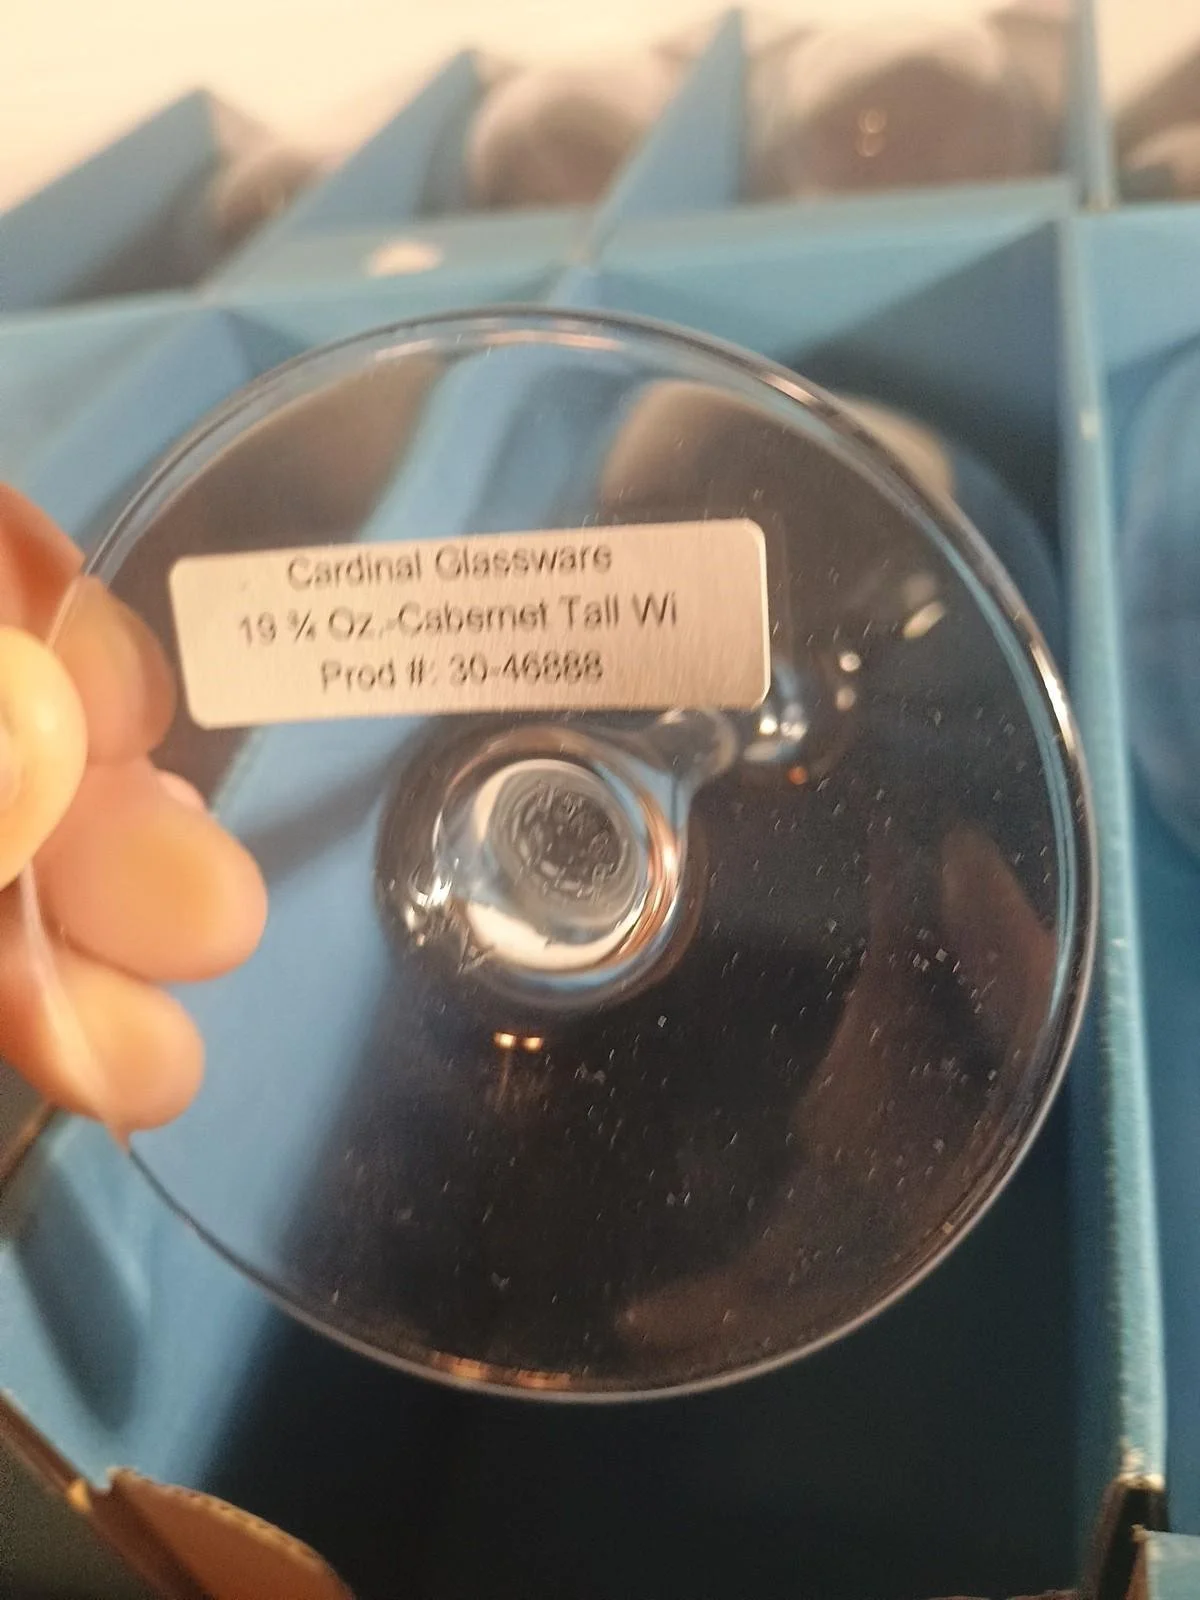 Cardinal Glassware
19 ¾ Oz.-Cabernet Tall Wi
Prod #: 30-46888